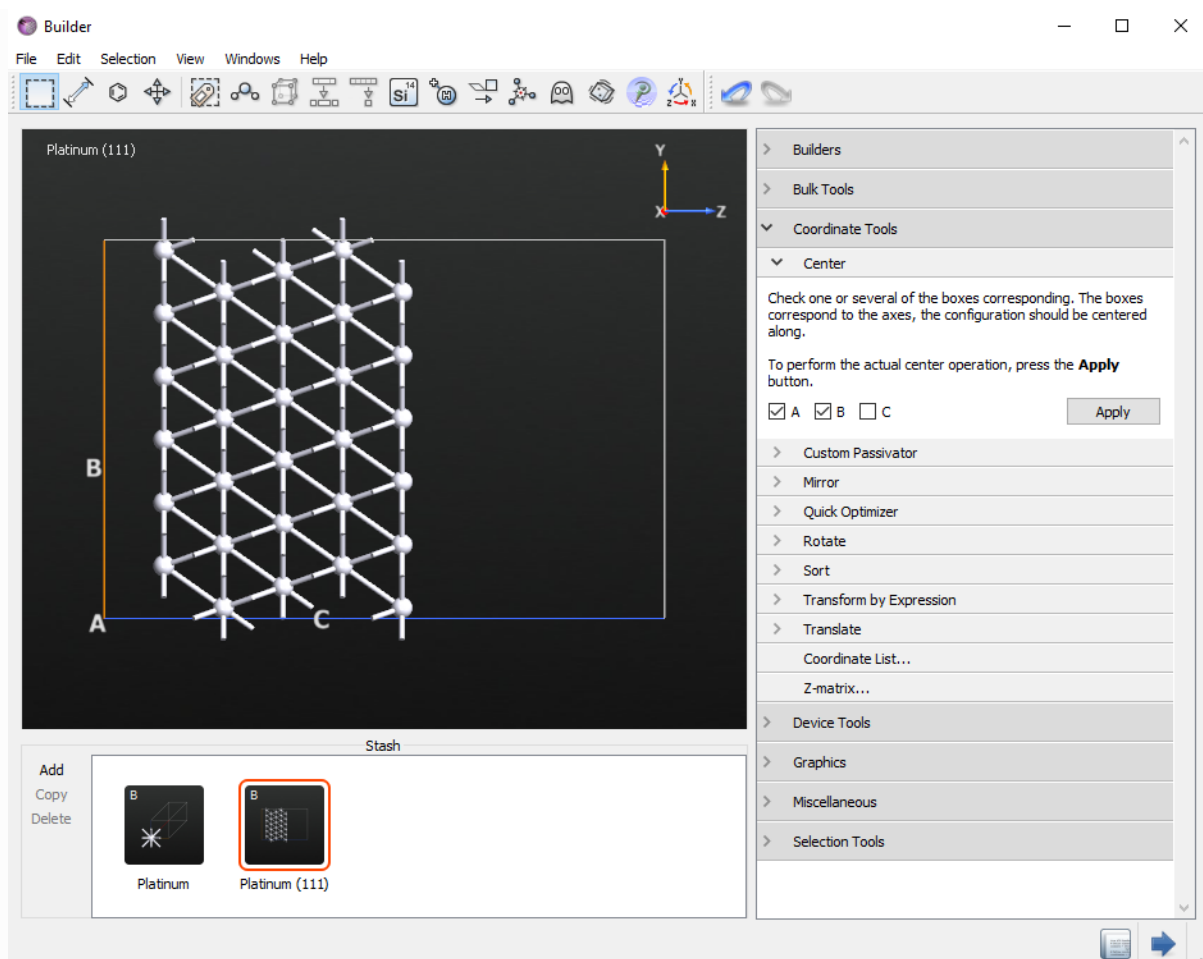 Builder
File Edit Selection View Windows Help
14
Si
H
z x
Platinum (111)
Y
X Z
B
A
C
Builders
Bulk Tools
Coordinate Tools
Center
Check one or several of the boxes corresponding. The boxes
correspond to the axes, the configuration should be centered
along.
To perform the actual center operation, press the Apply
button.
A B C Apply
Custom Passivator
Mirror
Quick Optimizer
Rotate
Sort
Transform by Expression
Translate
Coordinate List...
Z-matrix...
Device Tools
Graphics
Miscellaneous
Selection Tools
Stash
Add
Copy
Delete
B B
Platinum Platinum (111)